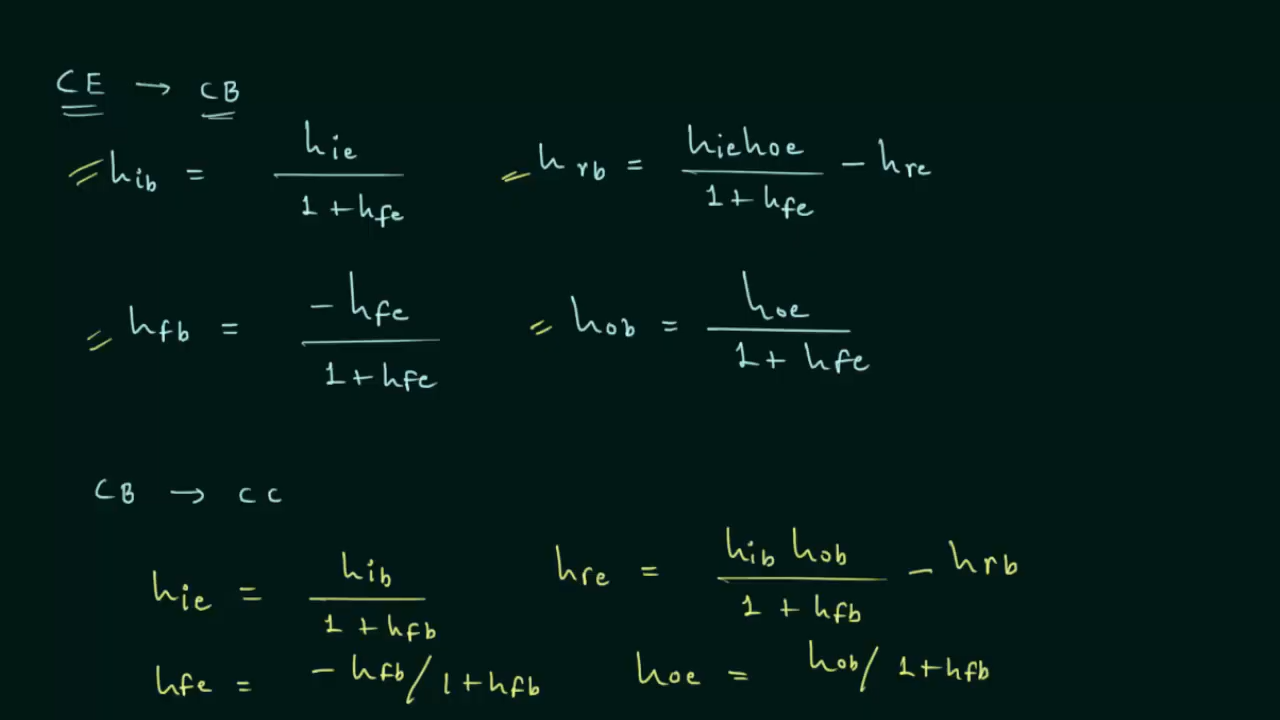 CE → CB
hib = hie / 1 + hfe    hrb = hiehoe / 1 + hfe - hre
hfb = - hfe / 1 + hfe    hob = hoe / 1 + hfe
CB → CC
hie = hib / 1 + hfb    hre = hib hob / 1 + hfb - hrb
hfe = - hfb / 1 + hfb    hoe = hob / 1 + hfb